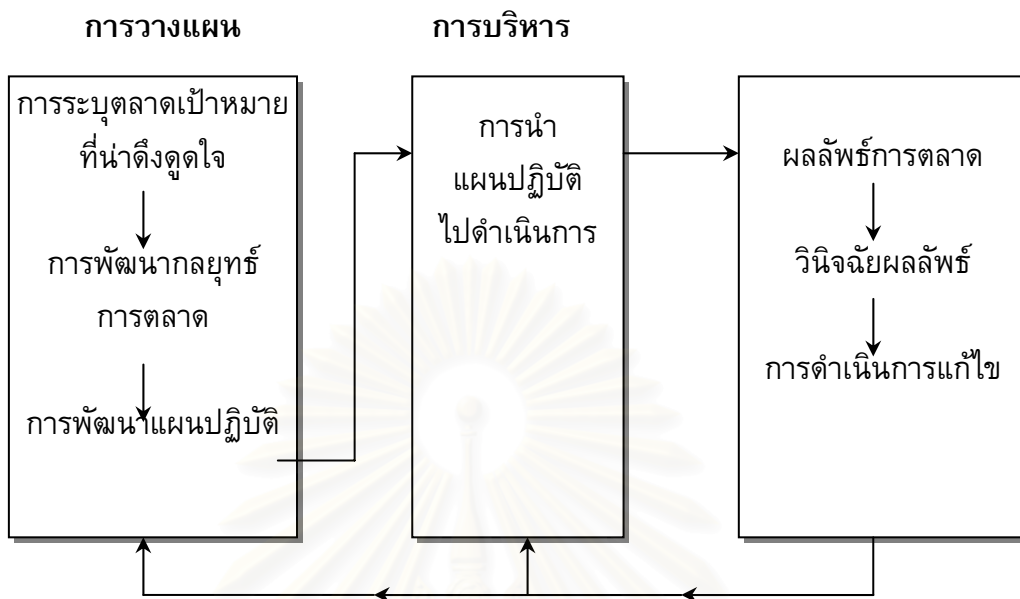 การวางแผน
การบริหาร
การระบุตลาดเป้าหมาย
ที่น่าดึงดูดใจ
การพัฒนากลยุทธ์
การตลาด
การพัฒนาแผนปฏิบัติ
การนำ
แผนปฏิบัติ
ไปดำเนินการ
ผลลัพธ์การตลาด
วินิจฉัยผลลัพธ์
การดำเนินการแก้ไข